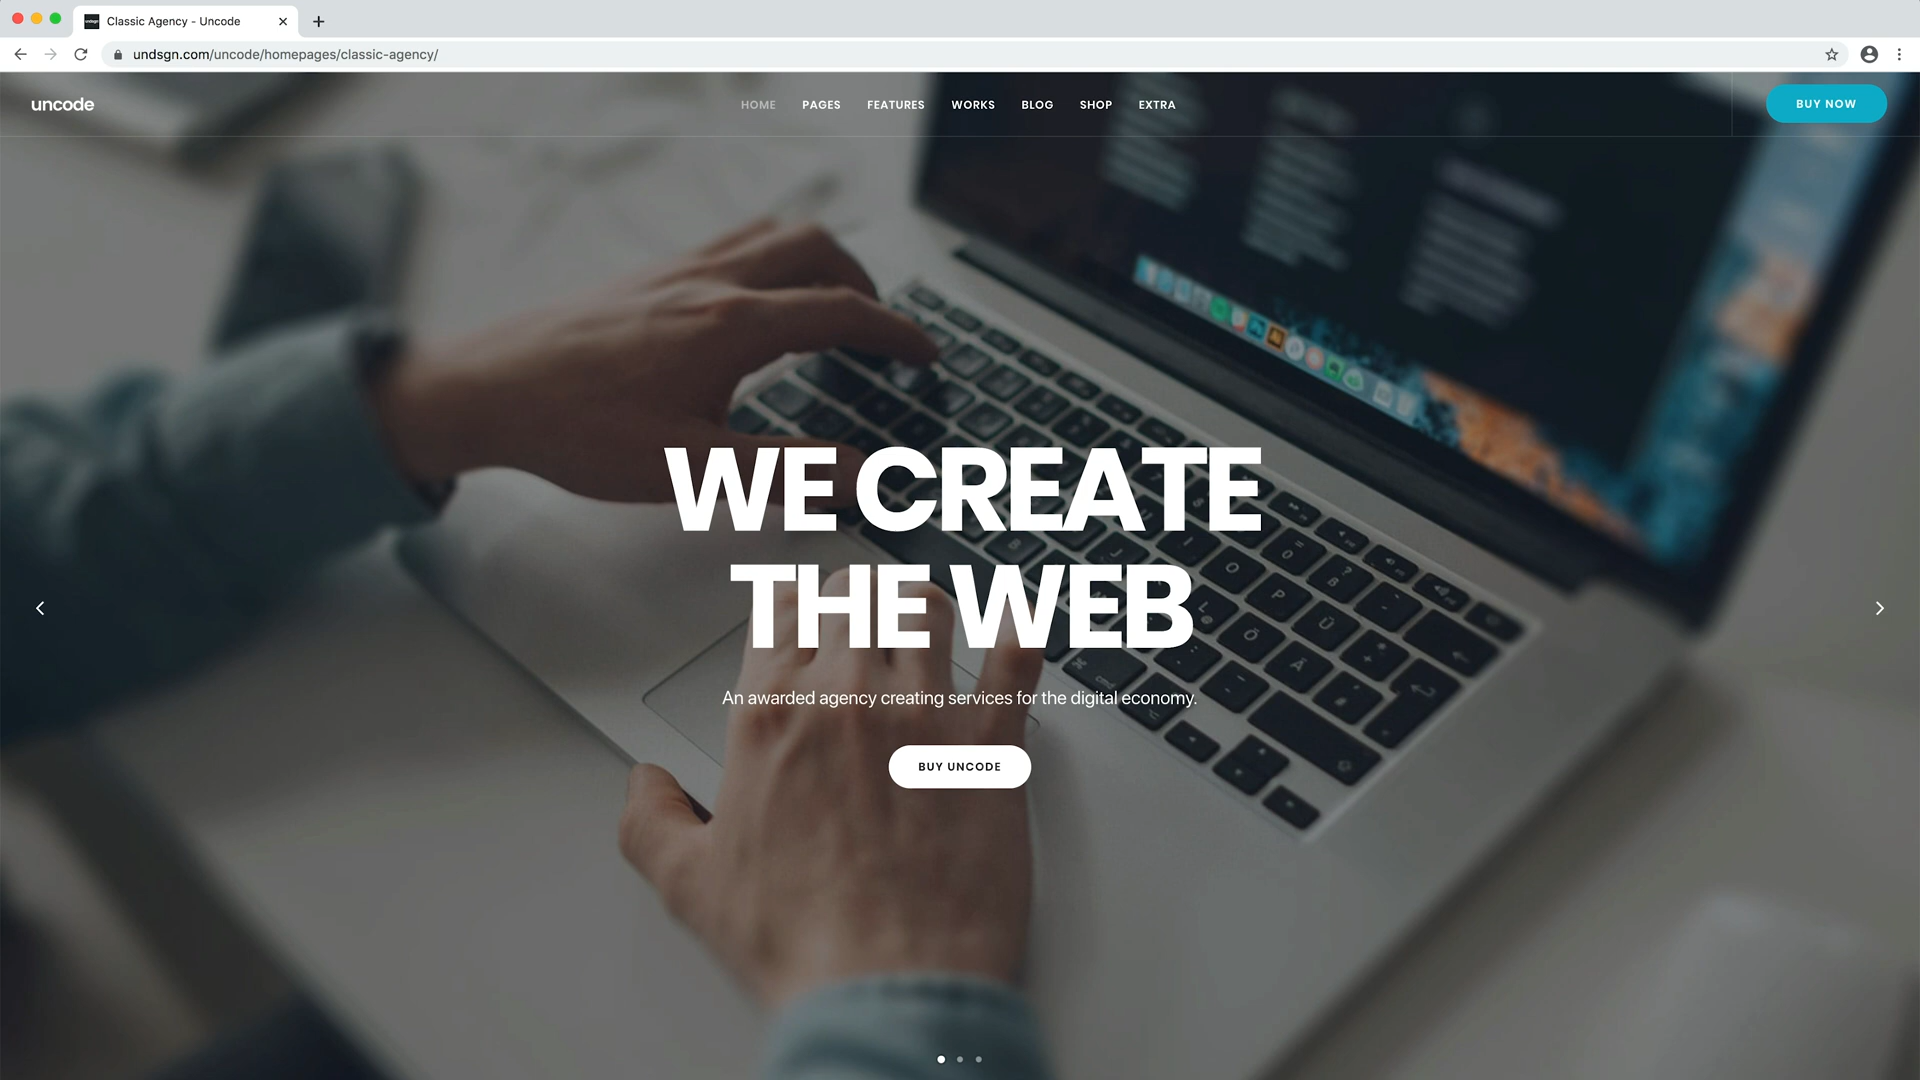 Classic Agency - Uncode
undsgn.com/uncode/homepages/classic-agency/
uncode
HOME PAGES FEATURES WORKS BLOG SHOP EXTRA
BUY NOW
WE CREATE
THE WEB
An awarded agency creating services for the digital economy.
BUY UNCODE